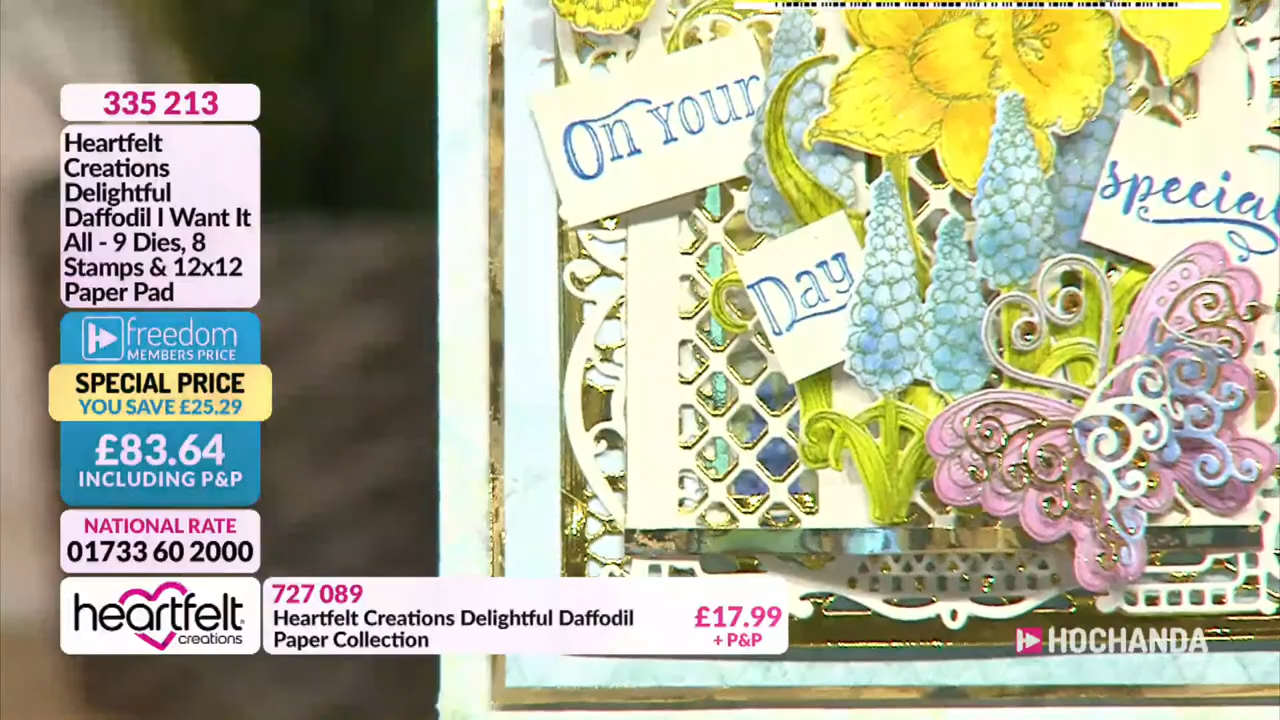 335 213
Heartfelt
Creations
Delightful
Daffodil I Want It
All - 9 Dies, 8
Stamps & 12x12
Paper Pad
freedom
MEMBERS PRICE
SPECIAL PRICE
YOU SAVE £25.29
£83.64
INCLUDING P&P
NATIONAL RATE
01733 60 2000
heartfelt
creations
727 089
Heartfelt Creations Delightful Daffodil
Paper Collection
£17.99
+ P&P
On Your
special
Day
HOCHANDA